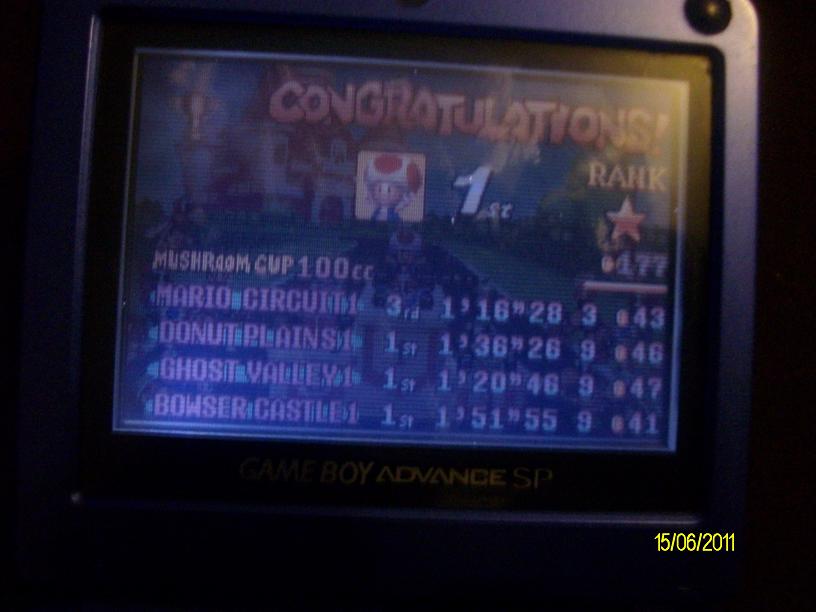 CONGRATULATIONS!
1st
RANK
MUSHROOM CUP 100cc 177
MARIO CIRCUIT 1 3rd 1'16"28 3 43
DONUT PLAINS 1 1st 1'36"26 9 46
GHOST VALLEY 1 1st 1'20"46 9 47
BOWSER CASTLE 1 1st 1'51"55 9 41
GAME BOY ADVANCE SP
15/06/2011